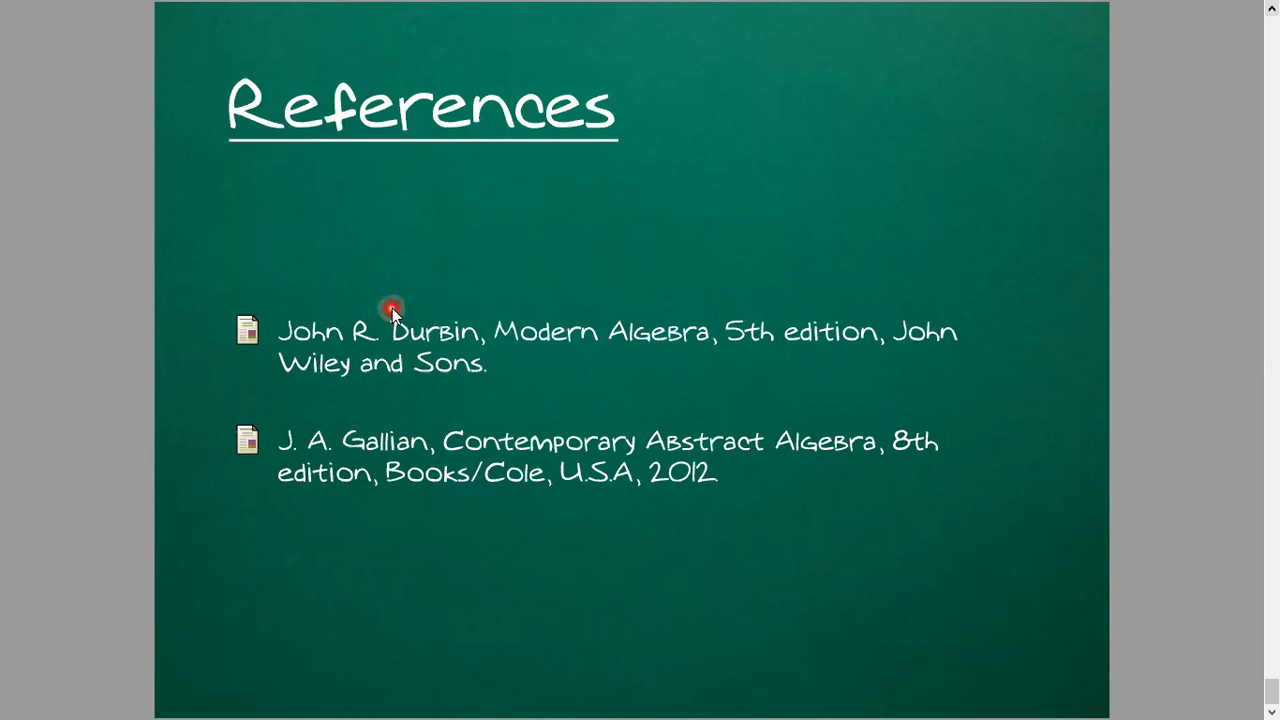 References
John R. Durbin, Modern Algebra, 5th edition, John
Wiley and Sons.
J. A. Gallian, Contemporary Abstract Algebra, 8th
edition, Books/Cole, U.S.A, 2012.